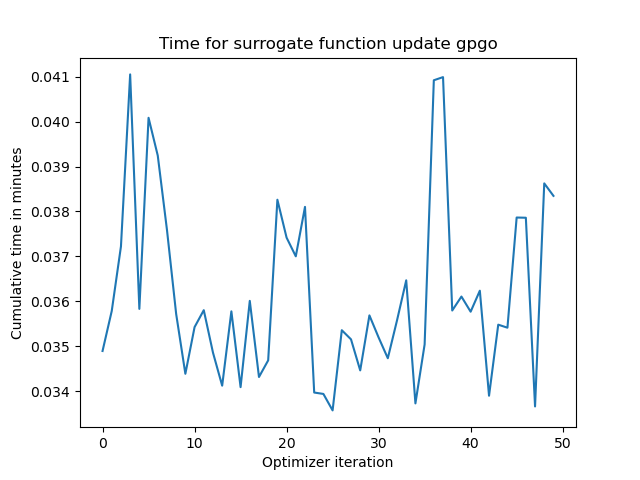 Time for surrogate function update gpgo
Cumulative time in minutes
0.041
0.040
0.039
0.038
0.037
0.036
0.035
0.034
0 10 20 30 40 50
Optimizer iteration